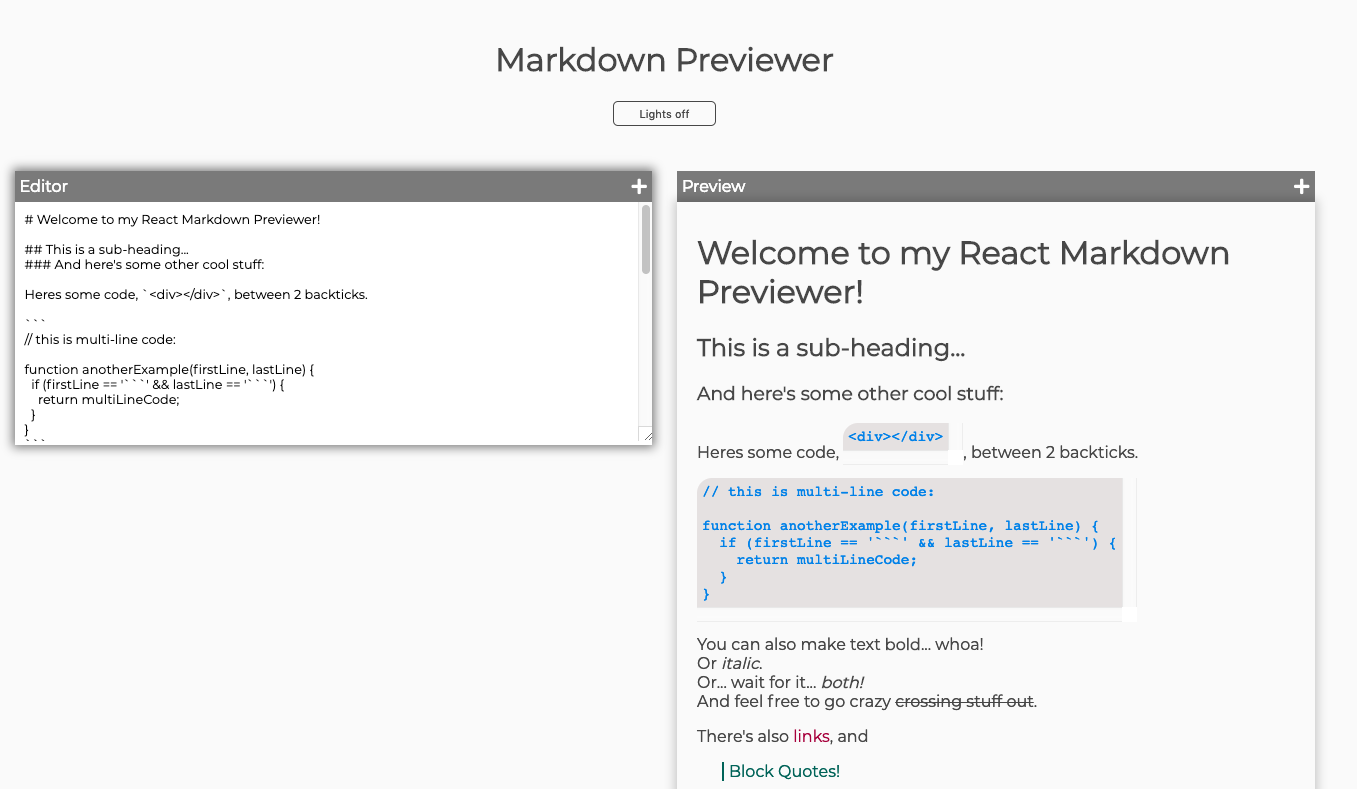 Markdown Previewer
Lights off
Editor
# Welcome to my React Markdown Previewer!
## This is a sub-heading...
### And here's some other cool stuff:
Heres some code, `<div></div>`, between 2 backticks.
```
// this is multi-line code:
function anotherExample(firstLine, lastLine) {
  if (firstLine == '```' && lastLine == '```') {
    return multiLineCode;
  }
}
```
Preview
Welcome to my React Markdown
Previewer!
This is a sub-heading...
And here's some other cool stuff:
Heres some code, <div></div>, between 2 backticks.
// this is multi-line code:
function anotherExample(firstLine, lastLine) {
  if (firstLine == '```' && lastLine == '```') {
    return multiLineCode;
  }
}
You can also make text bold... whoa!
Or italic.
Or... wait for it... both!
And feel free to go crazy crossing stuff out.
There's also links, and
Block Quotes!